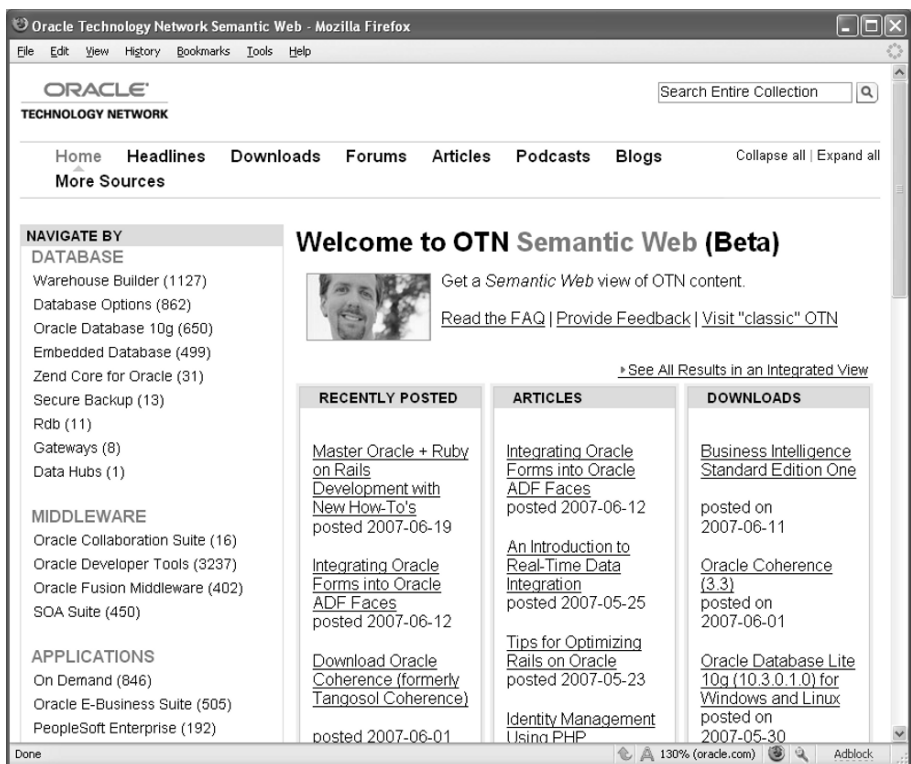 Oracle Technology Network Semantic Web - Mozilla Firefox
File Edit View History Bookmarks Tools Help
ORACLE
TECHNOLOGY NETWORK
Search Entire Collection
Home Headlines Downloads Forums Articles Podcasts Blogs
More Sources
Collapse all | Expand all
NAVIGATE BY
DATABASE
Warehouse Builder (1127)
Database Options (862)
Oracle Database 10g (650)
Embedded Database (499)
Zend Core for Oracle (31)
Secure Backup (13)
Rdb (11)
Gateways (8)
Data Hubs (1)
MIDDLEWARE
Oracle Collaboration Suite (16)
Oracle Developer Tools (3237)
Oracle Fusion Middleware (402)
SOA Suite (450)
APPLICATIONS
On Demand (846)
Oracle E-Business Suite (505)
PeopleSoft Enterprise (192)
Welcome to OTN Semantic Web (Beta)
Get a Semantic Web view of OTN content.
Read the FAQ | Provide Feedback | Visit "classic" OTN
See All Results in an Integrated View
RECENTLY POSTED
Master Oracle + Ruby
on Rails
Development with
New How-To's
posted 2007-06-19
Integrating Oracle
Forms into Oracle
ADF Faces
posted 2007-06-12
Download Oracle
Coherence (formerly
Tangosol Coherence)
posted 2007-06-01
ARTICLES
Integrating Oracle
Forms into Oracle
ADF Faces
posted 2007-06-12
An Introduction to
Real-Time Data
Integration
posted 2007-05-25
Tips for Optimizing
Rails on Oracle
posted 2007-05-23
Identity Management
Using PHP
DOWNLOADS
Business Intelligence
Standard Edition One
posted on
2007-06-11
Oracle Coherence
(3.3)
posted on
2007-06-01
Oracle Database Lite
10g (10.3.0.1.0) for
Windows and Linux
posted on
2007-05-30
Done
130% (oracle.com)
Adblock